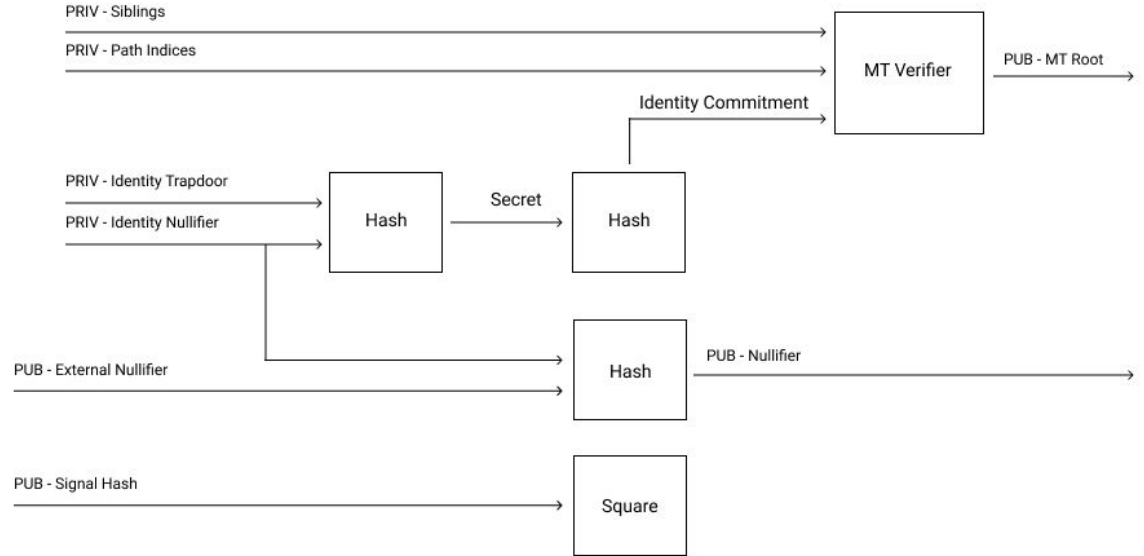 PRIV - Siblings
PRIV - Path Indices
MT Verifier
PUB - MT Root
Identity Commitment
PRIV - Identity Trapdoor
PRIV - Identity Nullifier
Hash
Secret
Hash
PUB - External Nullifier
Hash
PUB - Nullifier
PUB - Signal Hash
Square